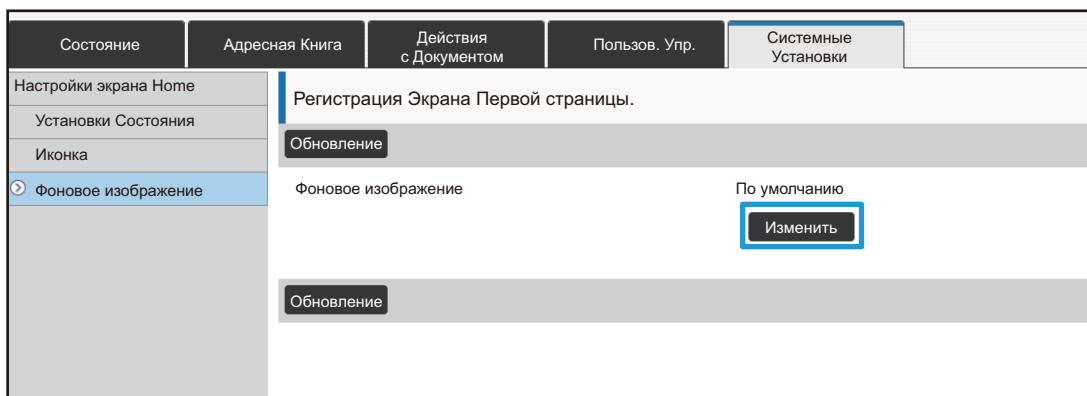 Состояние
Адресная Книга
Действия
с Документом
Пользов. Упр.
Системные
Установки
Настройки экрана Home
Установки Состояния
Иконка
Фоновое изображение
Регистрация Экрана Первой страницы.
Обновление
Фоновое изображение
По умолчанию
Изменить
Обновление